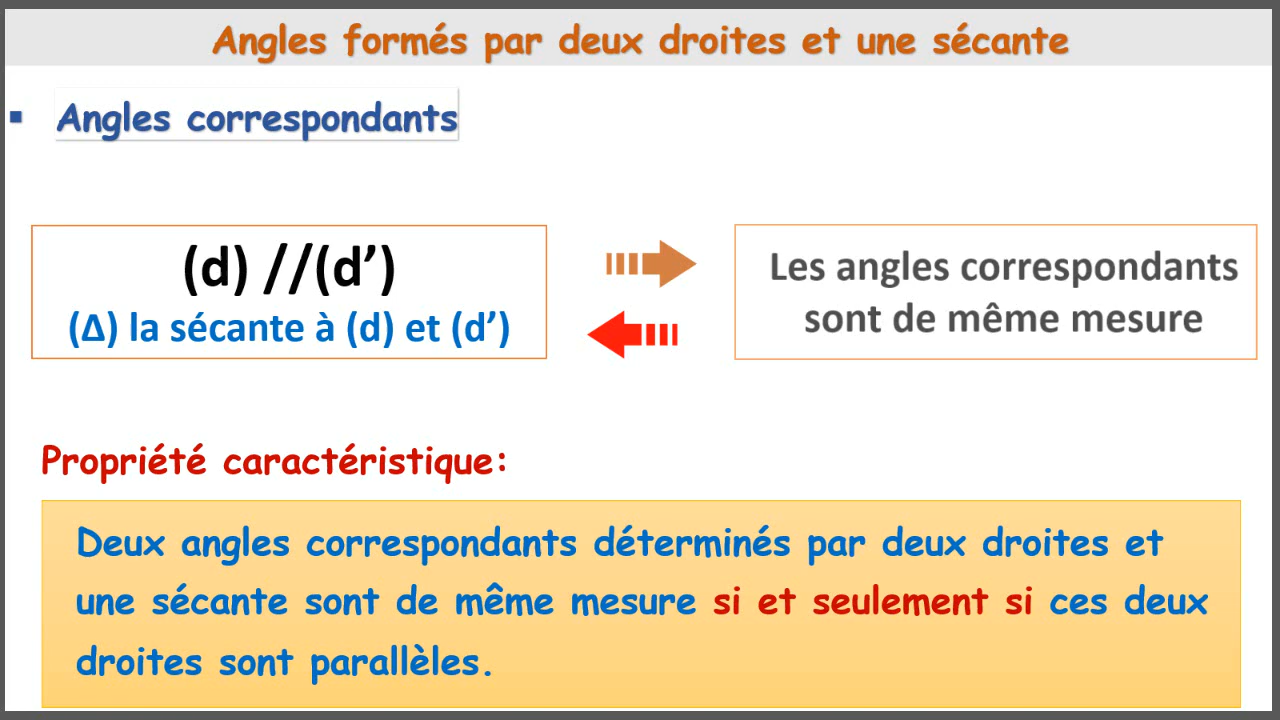 Angles formés par deux droites et une sécante
▪ Angles correspondants
(d) //(d’)
(Δ) la sécante à (d) et (d’)
Les angles correspondants
sont de même mesure
Propriété caractéristique:
Deux angles correspondants déterminés par deux droites et
une sécante sont de même mesure si et seulement si ces deux
droites sont parallèles.